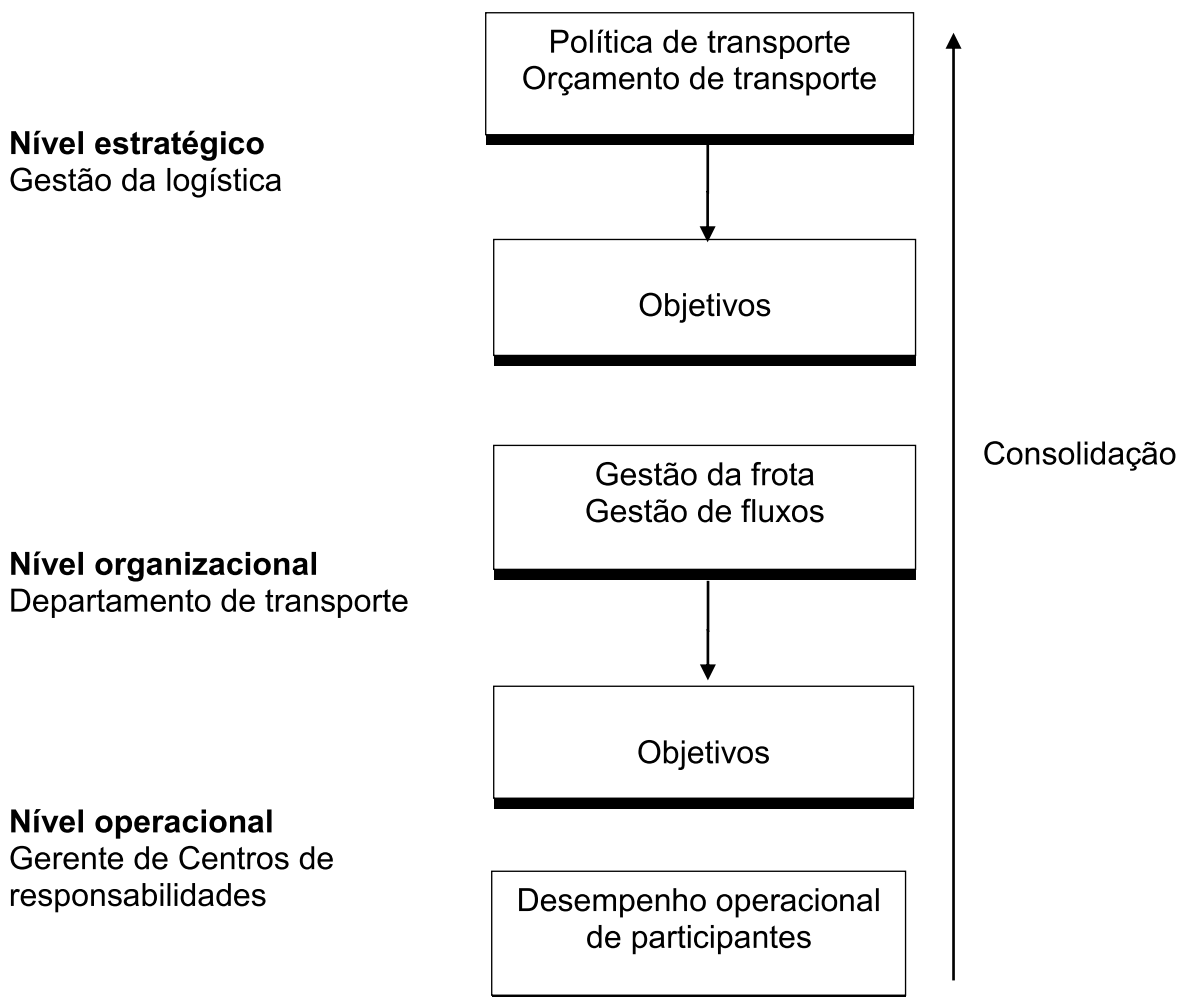 Política de transporte
Orçamento de transporte
Nível estratégico
Gestão da logística
Objetivos
Consolidação
Gestão da frota
Gestão de fluxos
Nível organizacional
Departamento de transporte
Objetivos
Nível operacional
Gerente de Centros de
responsabilidades
Desempenho operacional
de participantes